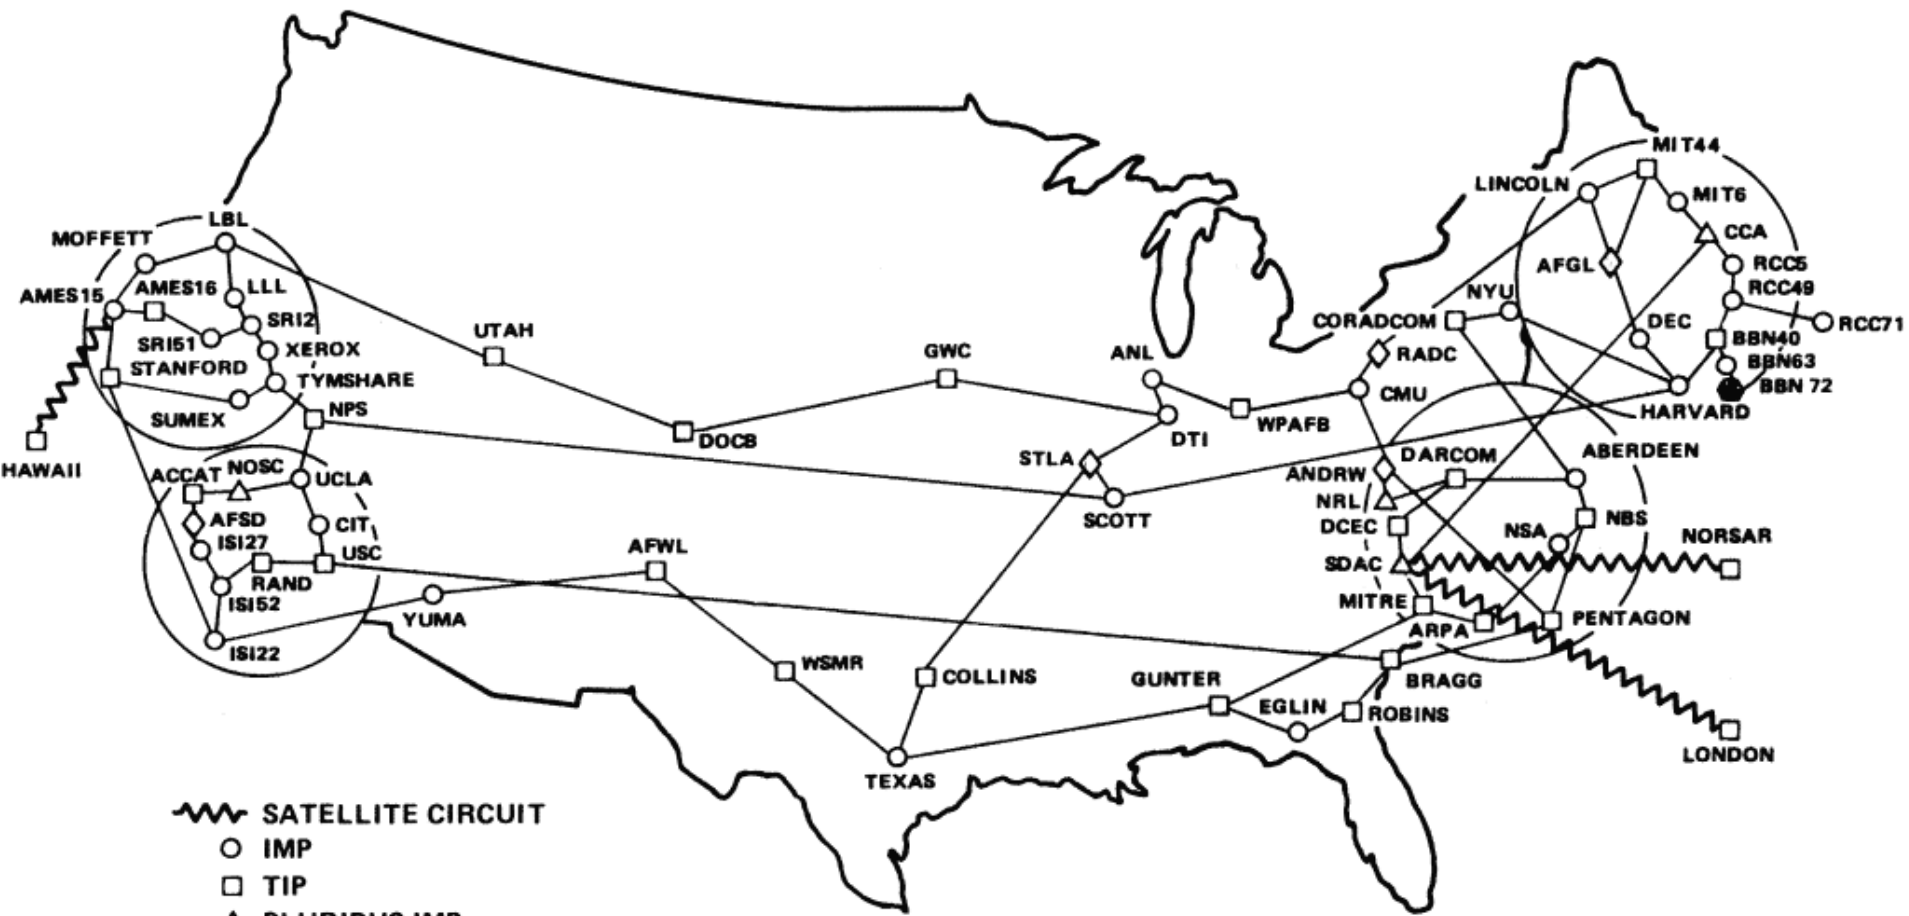 MIT44
LINCOLN
MIT6
LBL
CCA
MOFFETT
AFGL
RCC5
AMES15
AMES16
LLL
NYU
RCC49
SRI2
CORADCOM
DEC
RCC71
UTAH
SRI51
XEROX
GWC
ANL
RADC
BBN40
STANFORD
BBN63
TYMSHARE
CMU
BBN 72
SUMEX
NPS
HARVARD
WPAFB
DOCB
DTI
HAWAII
STLA
DARCOM
ABERDEEN
ACCAT
NOSC
UCLA
ANDRW
NRL
SCOTT
AFSD
CIT
DCEC
NSA
NBS
ISI27
USC
AFWL
NORSAR
SDAC
RAND
ISI52
MITRE
YUMA
ARPA
PENTAGON
ISI22
WSMR
COLLINS
GUNTER
BRAGG
EGLIN
ROBINS
LONDON
TEXAS
SATELLITE CIRCUIT
IMP
TIP
PLURIBUS IMP